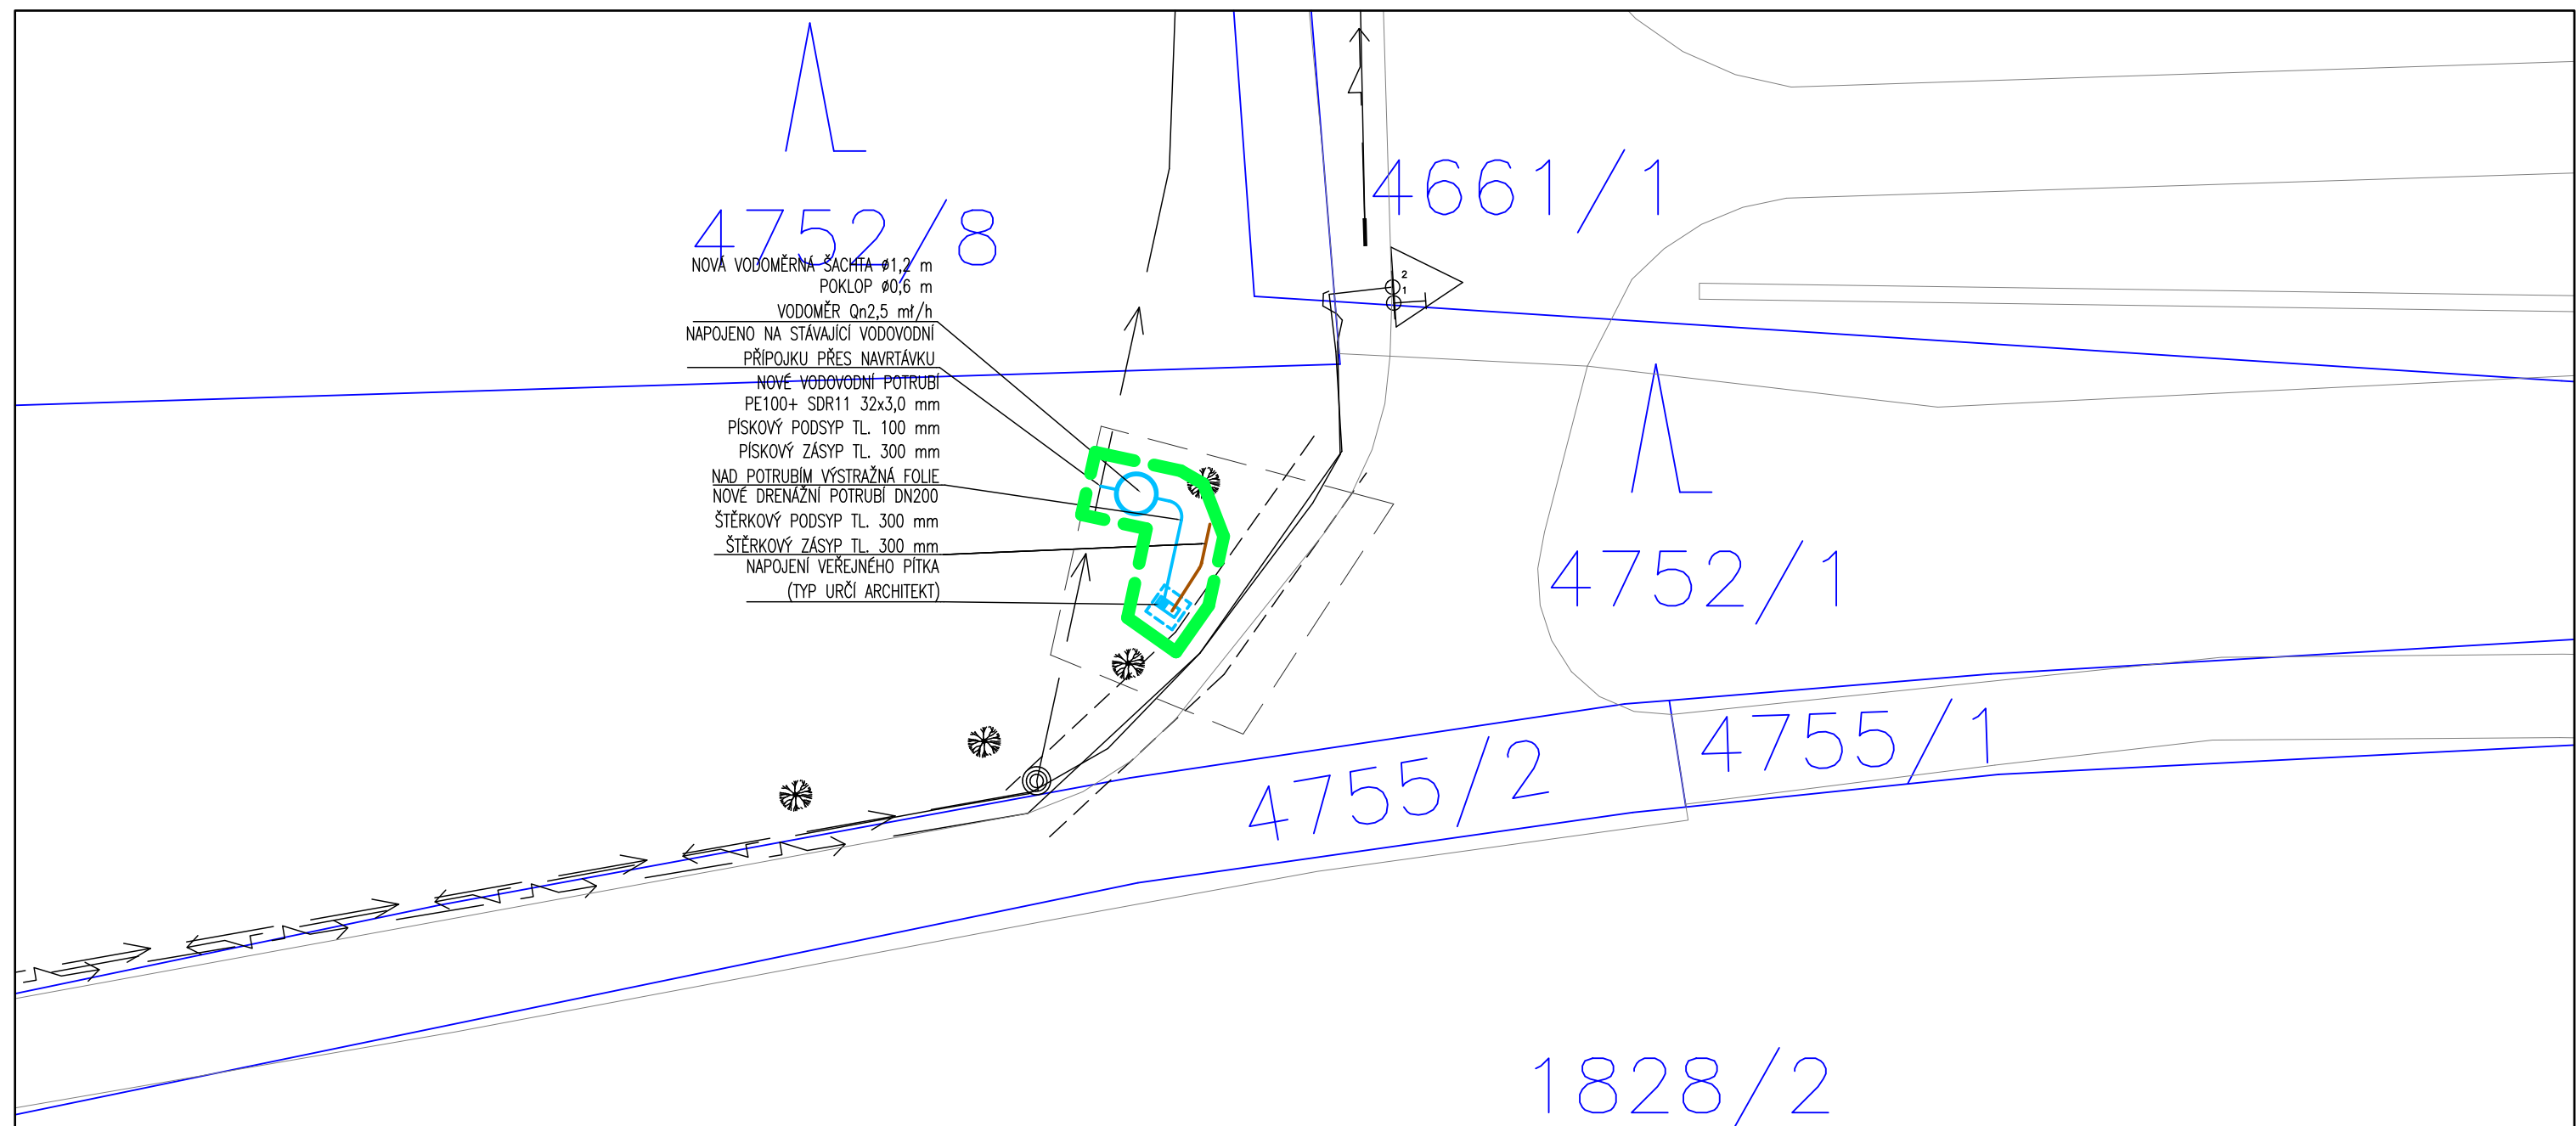 4661/1
4752/8
NOVÁ VODOMĚRNÁ ŠACHTA ø1,2 m
POKLOP ø0,6 m
VODOMĚR Qn2,5 m³/h
NAPOJENO NA STÁVAJÍCÍ VODOVODNÍ
PŘÍPOJKU PŘES NAVRTÁVKU
NOVÉ VODOVODNÍ POTRUBÍ
PE100+ SDR11 32x3,0 mm
PÍSKOVÝ PODSYP TL. 100 mm
PÍSKOVÝ ZÁSYP TL. 300 mm
NAD POTRUBÍM VÝSTRAŽNÁ FOLIE
NOVÉ DRENÁŽNÍ POTRUBÍ DN200
ŠTĚRKOVÝ PODSYP TL. 300 mm
ŠTĚRKOVÝ ZÁSYP TL. 300 mm
NAPOJENÍ VEŘEJNÉHO PÍTKA
(TYP URČÍ ARCHITEKT)
2
1
4752/1
4755/1
4755/2
1828/2